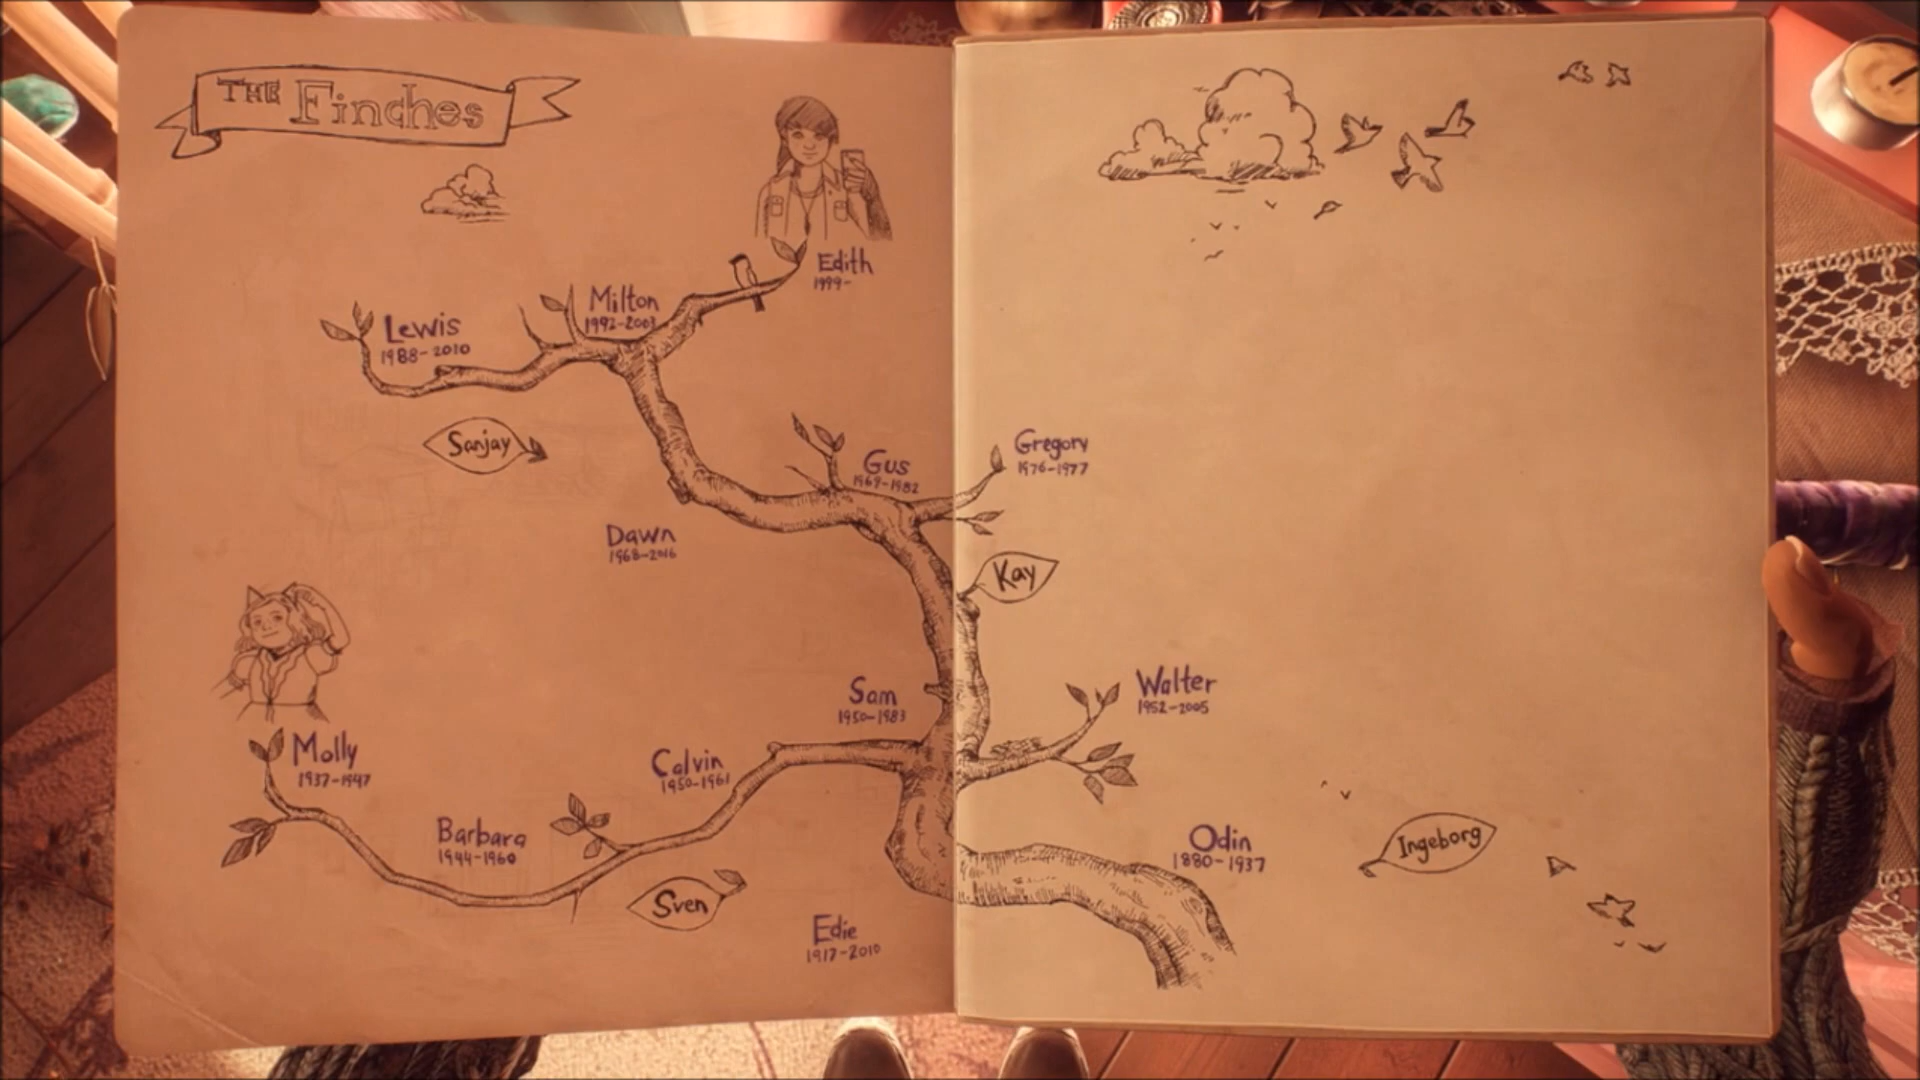 THE Finches
Edith
1999-
Milton
1992-2003
Lewis
1988-2010
Sanjay
Gus
1969-1982
Gregory
1976-1977
Dawn
1968-2016
Kay
Sam
1950-1983
Walter
1952-2005
Molly
1937-1947
Calvin
1950-1961
Barbara
1944-1960
Odin
1880-1937
Ingeborg
Sven
Edie
1917-2010